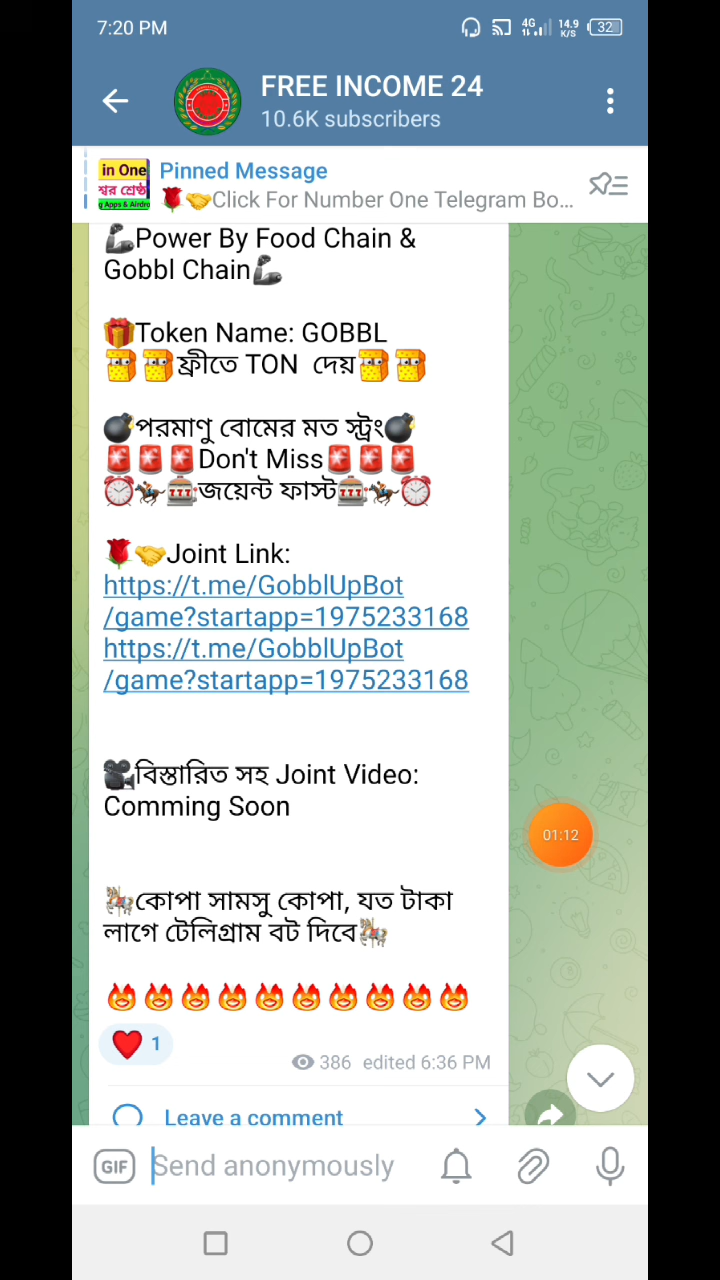 7:20 PM
4G
14.9
K/S
32
FREE INCOME 24
10.6K subscribers
in One
শ্বর শ্রেষ্ঠ
g Apps & Airdro
Pinned Message
🌹🤝Click For Number One Telegram Bo...
💪Power By Food Chain &
Gobbl Chain💪
🎁Token Name: GOBBL
ফ্রীতে TON দেয়
💣পরমাণু বোমের মত স্ট্রং💣
🚨🚨🚨Don't Miss🚨🚨🚨
⏰🏇🎰জয়েন্ট ফাস্ট🎰🏇⏰
🌹🤝Joint Link:
https://t.me/GobblUpBot
/game?startapp=1975233168
https://t.me/GobblUpBot
/game?startapp=1975233168
🎥বিস্তারিত সহ Joint Video:
Comming Soon
01:12
🎠কোপা সামসু কোপা, যত টাকা
লাগে টেলিগ্রাম বট দিবে🎠
❤ 1
386 edited 6:36 PM
Leave a comment
GIF
Send anonymously